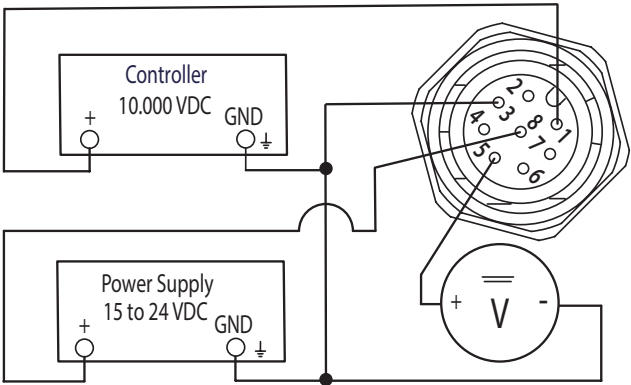 Controller
10.000 VDC
+
GND
Power Supply
15 to 24 VDC
+
GND
1
2
3
4
5
6
7
8
+
V
-